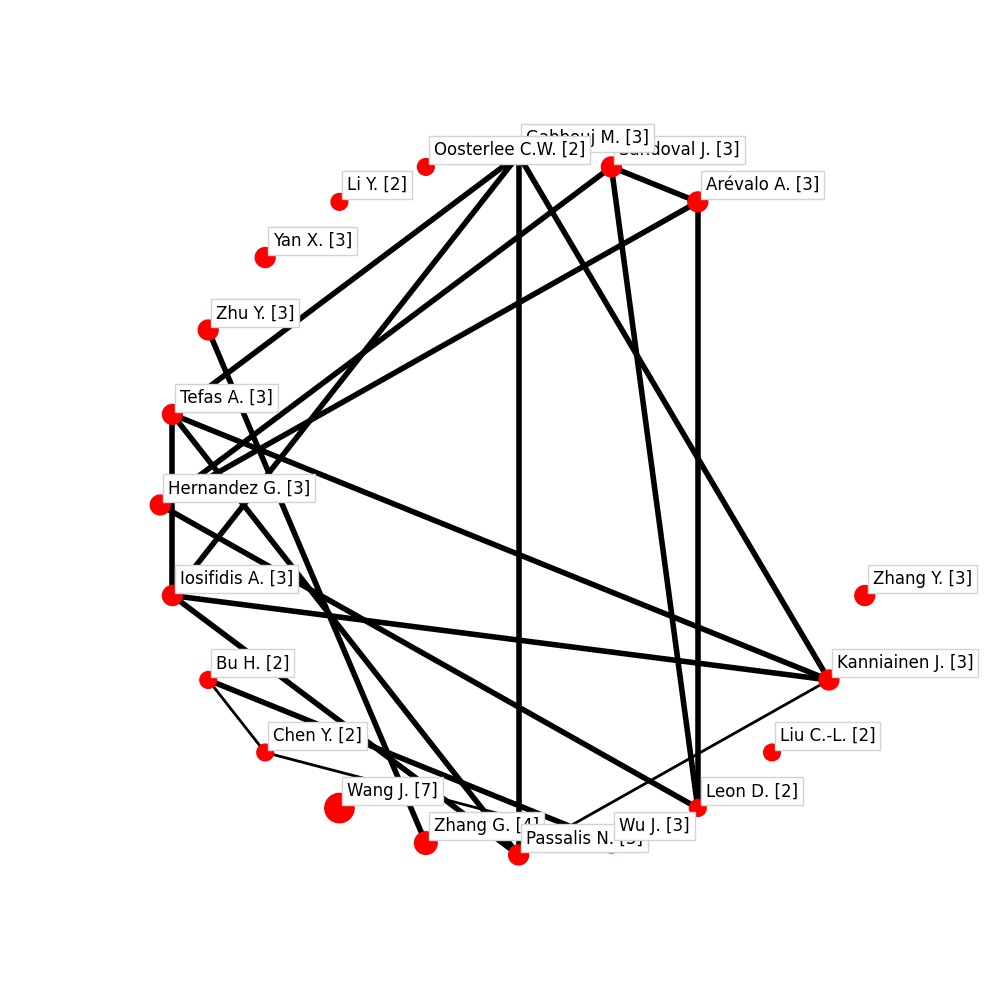 Gabbouj M. [3]
Oosterlee C.W. [2]
Sandoval J. [3]
Li Y. [2]
Arévalo A. [3]
Yan X. [3]
Zhu Y. [3]
Tefas A. [3]
Hernandez G. [3]
Iosifidis A. [3]
Zhang Y. [3]
Bu H. [2]
Kanniainen J. [3]
Chen Y. [2]
Liu C.-L. [2]
Wang J. [7]
Leon D. [2]
Zhang G. [4]
Passalis N. [3]
Wu J. [3]